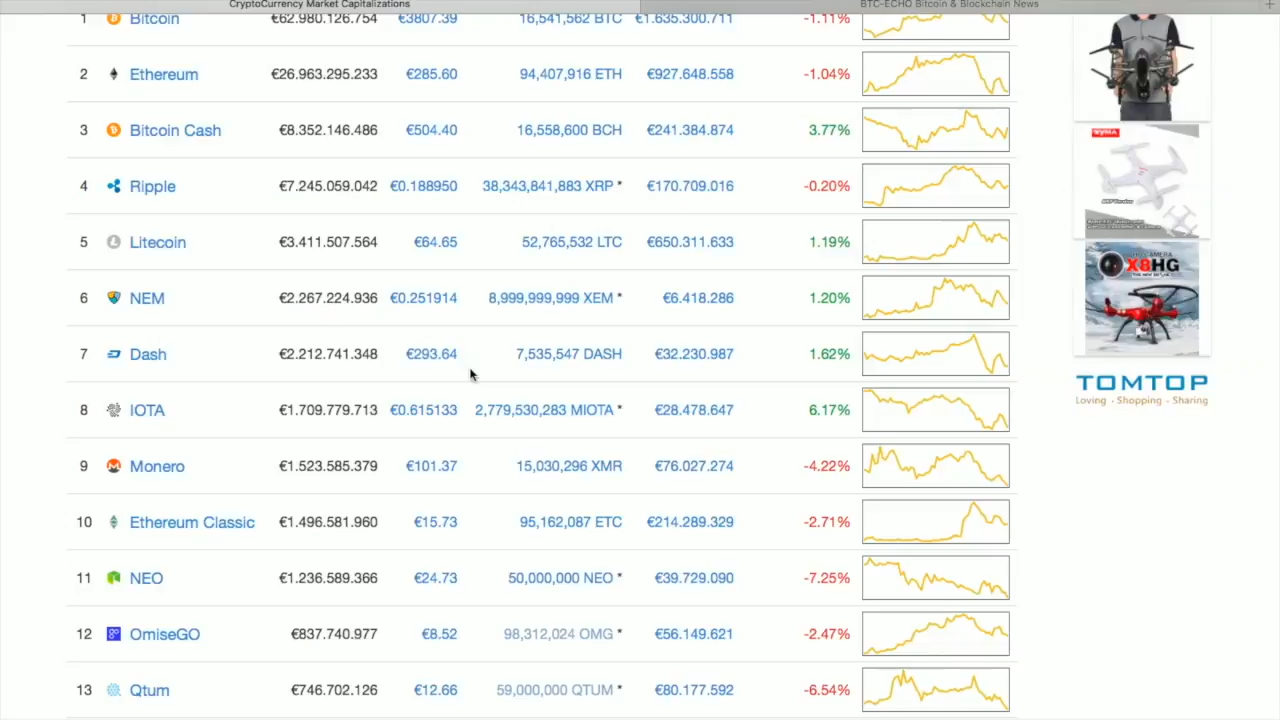 CryptoCurrency Market Capitalizations
BTC-ECHO Bitcoin & Blockchain News
1 Bitcoin €62.980.126.754 €3807.39 16,541,562 BTC €1.635.300.711 -1.11%
2 Ethereum €26.963.295.233 €285.60 94,407,916 ETH €927.648.558 -1.04%
3 Bitcoin Cash €8.352.146.486 €504.40 16,558,600 BCH €241.384.874 3.77%
4 Ripple €7.245.059.042 €0.188950 38,343,841,883 XRP * €170.709.016 -0.20%
5 Litecoin €3.411.507.564 €64.65 52,765,532 LTC €650.311.633 1.19%
6 NEM €2.267.224.936 €0.251914 8,999,999,999 XEM * €6.418.286 1.20%
7 Dash €2.212.741.348 €293.64 7,535,547 DASH €32.230.987 1.62%
8 IOTA €1.709.779.713 €0.615133 2,779,530,283 MIOTA * €28.478.647 6.17%
9 Monero €1.523.585.379 €101.37 15,030,296 XMR €76.027.274 -4.22%
10 Ethereum Classic €1.496.581.960 €15.73 95,162,087 ETC €214.289.329 -2.71%
11 NEO €1.236.589.366 €24.73 50,000,000 NEO * €39.729.090 -7.25%
12 OmiseGO €837.740.977 €8.52 98,312,024 OMG * €56.149.621 -2.47%
13 Qtum €746.702.126 €12.66 59,000,000 QTUM * €80.177.592 -6.54%
SYMA
CAMERA
X8HG
TOMTOP
Loving - Shopping - Sharing